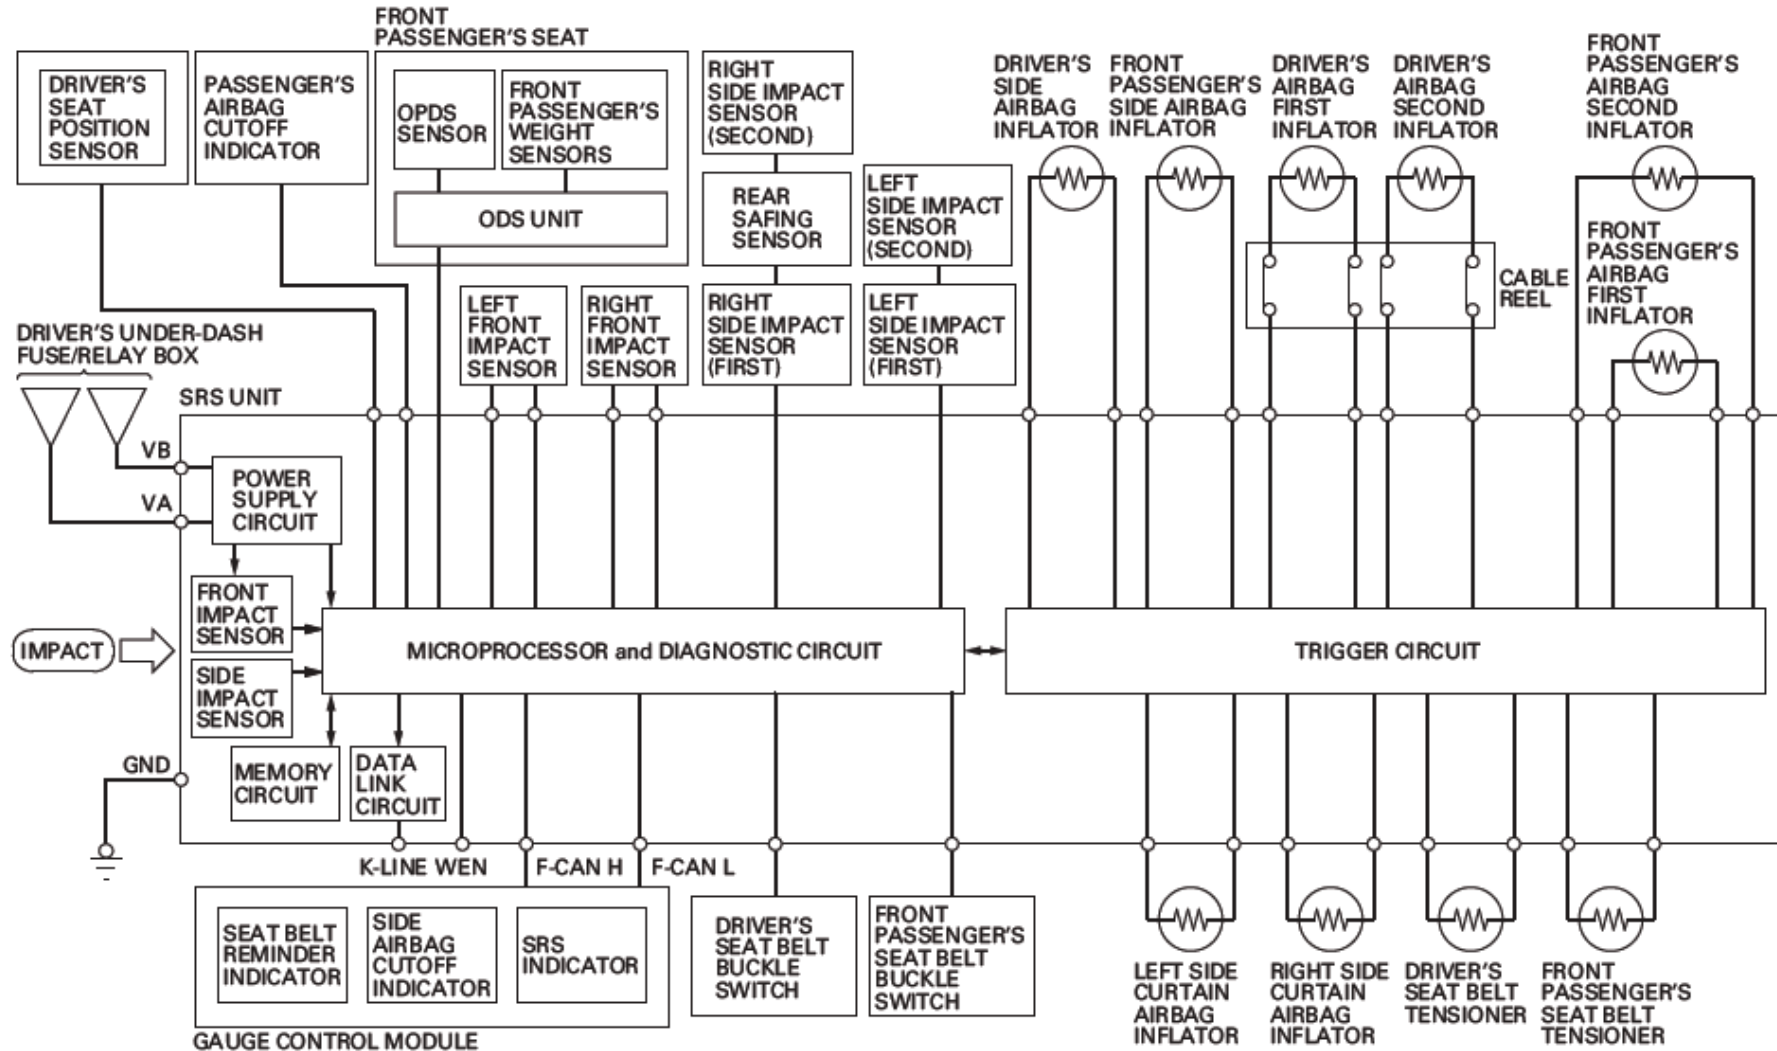 FRONT
PASSENGER'S SEAT
DRIVER'S
SEAT
POSITION
SENSOR
PASSENGER'S
AIRBAG
CUTOFF
INDICATOR
OPDS
SENSOR
FRONT
PASSENGER'S
WEIGHT
SENSORS
ODS UNIT
RIGHT
SIDE IMPACT
SENSOR
(SECOND)
REAR
SAFING
SENSOR
LEFT
SIDE IMPACT
SENSOR
(SECOND)
LEFT
FRONT
IMPACT
SENSOR
RIGHT
FRONT
IMPACT
SENSOR
RIGHT
SIDE IMPACT
SENSOR
(FIRST)
LEFT
SIDE IMPACT
SENSOR
(FIRST)
DRIVER'S
SIDE
AIRBAG
INFLATOR
FRONT
PASSENGER'S
SIDE AIRBAG
INFLATOR
DRIVER'S
AIRBAG
FIRST
INFLATOR
DRIVER'S
AIRBAG
SECOND
INFLATOR
FRONT
PASSENGER'S
AIRBAG
SECOND
INFLATOR
FRONT
PASSENGER'S
AIRBAG
FIRST
INFLATOR
CABLE
REEL
DRIVER'S UNDER-DASH
FUSE/RELAY BOX
SRS UNIT
VB
VA
POWER
SUPPLY
CIRCUIT
FRONT
IMPACT
SENSOR
IMPACT
SIDE
IMPACT
SENSOR
MICROPROCESSOR and DIAGNOSTIC CIRCUIT
TRIGGER CIRCUIT
GND
MEMORY
CIRCUIT
DATA
LINK
CIRCUIT
K-LINE WEN
F-CAN H
F-CAN L
SEAT BELT
REMINDER
INDICATOR
SIDE
AIRBAG
CUTOFF
INDICATOR
SRS
INDICATOR
GAUGE CONTROL MODULE
DRIVER'S
SEAT BELT
BUCKLE
SWITCH
FRONT
PASSENGER'S
SEAT BELT
BUCKLE
SWITCH
LEFT SIDE
CURTAIN
AIRBAG
INFLATOR
RIGHT SIDE
CURTAIN
AIRBAG
INFLATOR
DRIVER'S
SEAT BELT
TENSIONER
FRONT
PASSENGER'S
SEAT BELT
TENSIONER